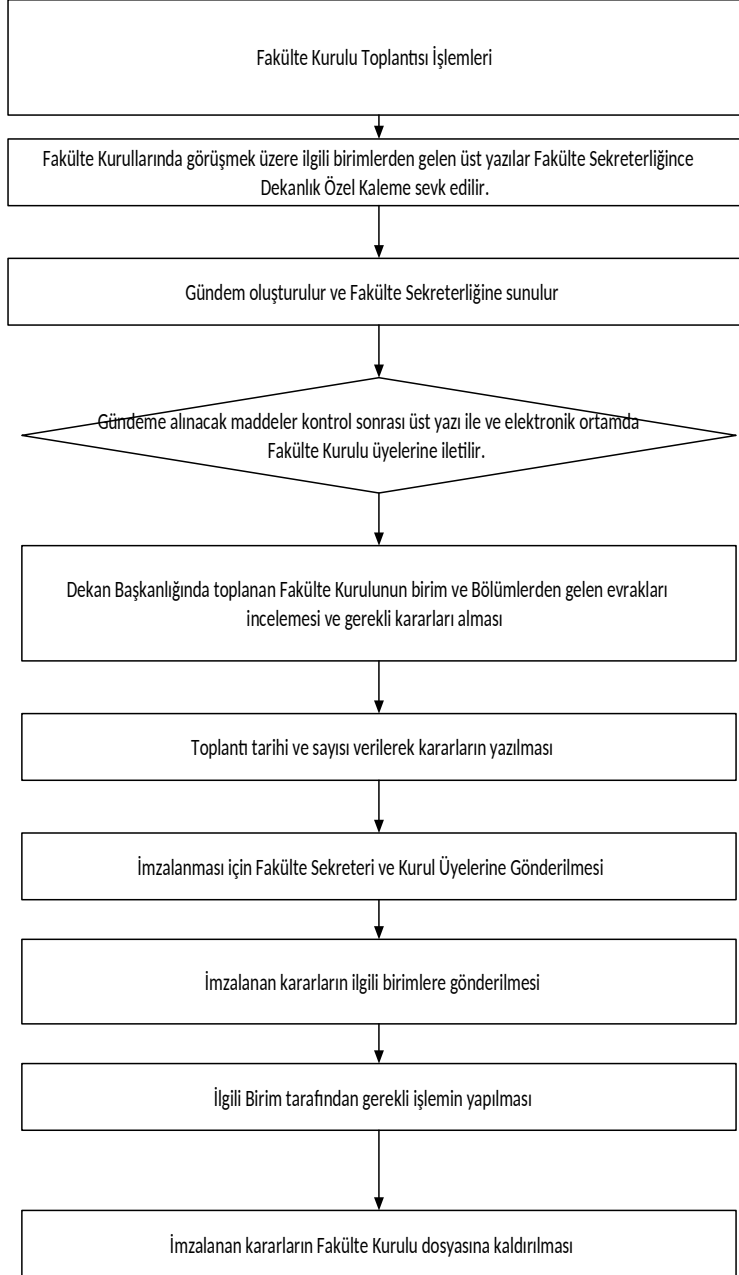 Fakülte Kurulu Toplantısı İşlemleri
Fakülte Kurullarında görüşmek üzere ilgili birimlerden gelen üst yazılar Fakülte Sekreterliğince
Dekanlık Özel Kaleme sevk edilir.
Gündem oluşturulur ve Fakülte Sekreterliğine sunulur
Gündeme alınacak maddeler kontrol sonrası üst yazı ile ve elektronik ortamda
Fakülte Kurulu üyelerine iletilir.
Dekan Başkanlığında toplanan Fakülte Kurulunun birim ve Bölümlerden gelen evrakları
incelemesi ve gerekli kararları alması
Toplantı tarihi ve sayısı verilerek kararların yazılması
İmzalanması için Fakülte Sekreteri ve Kurul Üyelerine Gönderilmesi
İmzalanan kararların ilgili birimlere gönderilmesi
İlgili Birim tarafından gerekli işlemin yapılması
İmzalanan kararların Fakülte Kurulu dosyasına kaldırılması